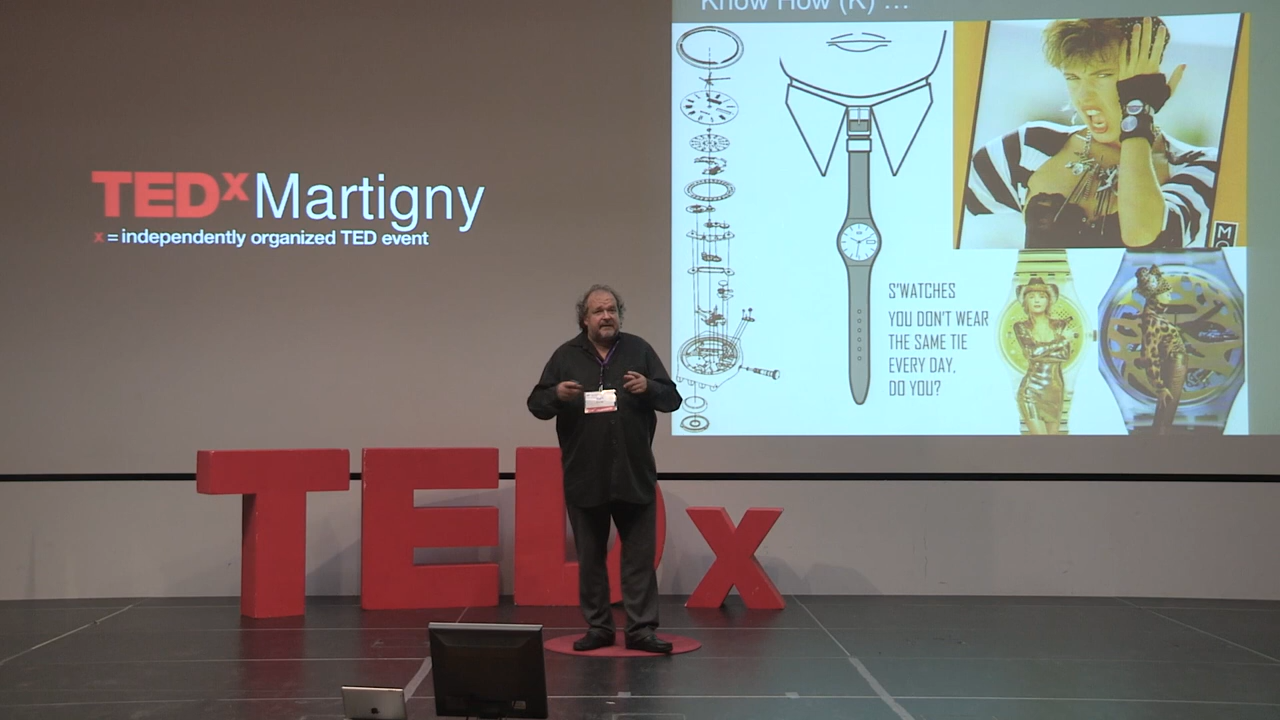 Know How (K) ...
TEDxMartigny
x = independently organized TED event
S'WATCHES
YOU DON'T WEAR
THE SAME TIE
EVERY DAY,
DO YOU?
TEDx